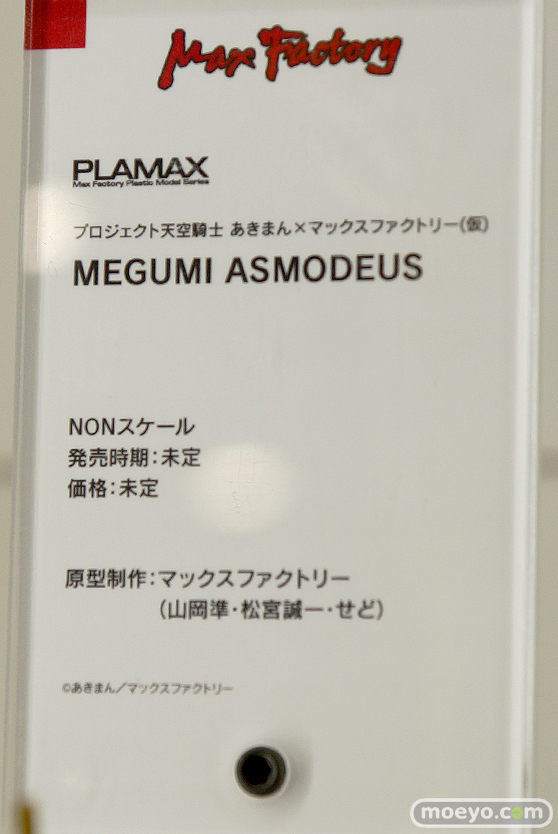 Max Factory
PLAMAX
Max Factory Plastic Model Series
プロジェクト天空騎士 あきまん×マックスファクトリー(仮)
MEGUMI ASMODEUS
NONスケール
発売時期:未定
価格:未定
原型制作:マックスファクトリー
(山岡準・松宮誠一・せど)
©あきまん/マックスファクトリー
moeyo.com